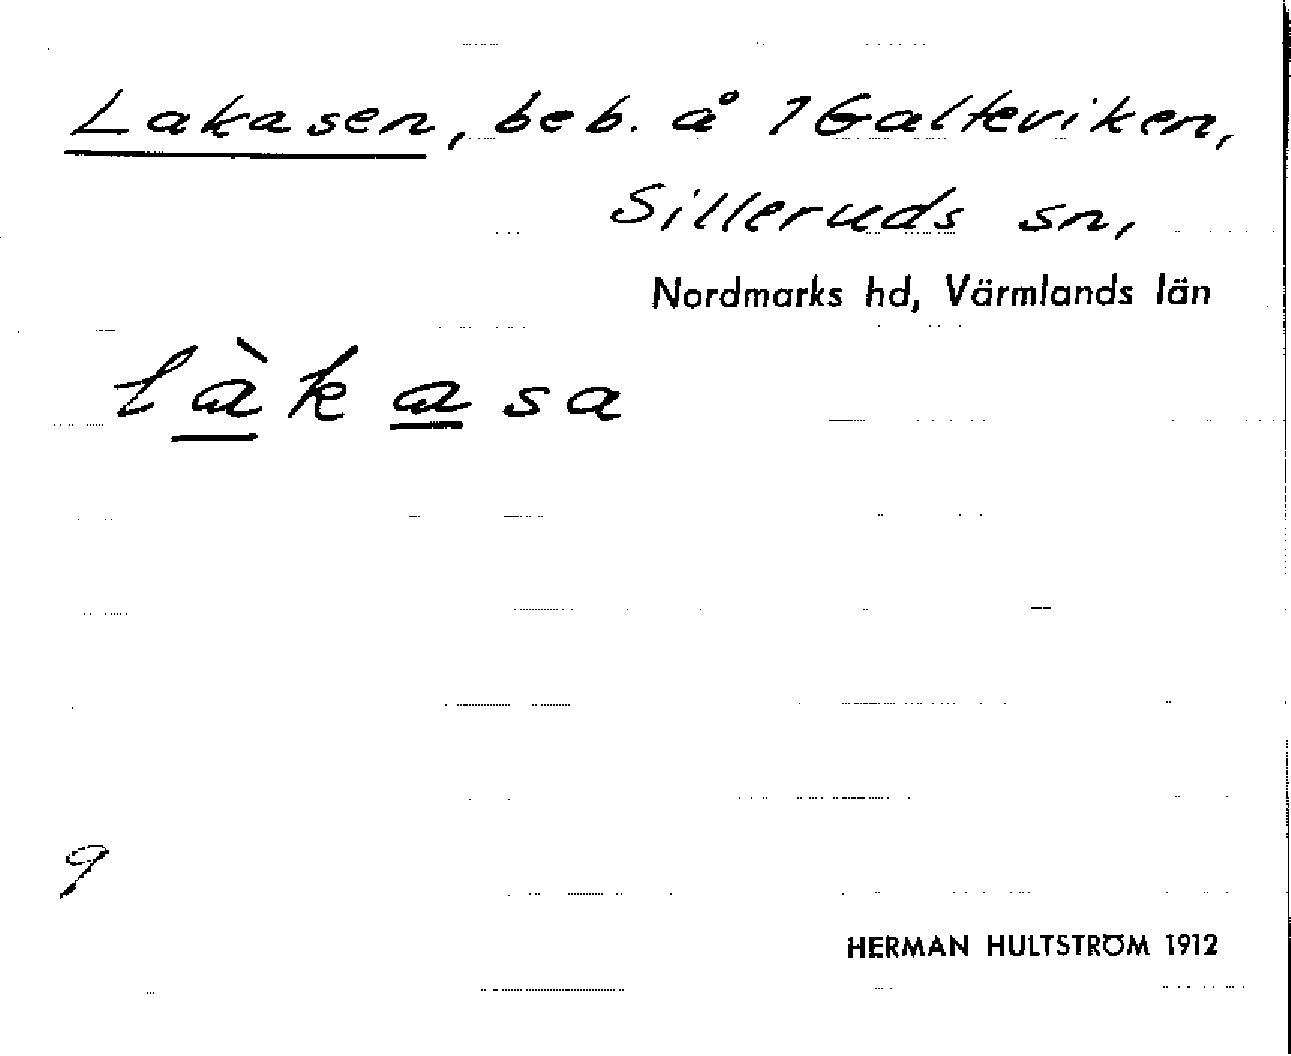 Lakasen, beb. å 1 Galteviken,
Silleruds sn,
Nordmarks hd, Värmlands län
làkasa
9
HERMAN HULTSTRÖM 1912